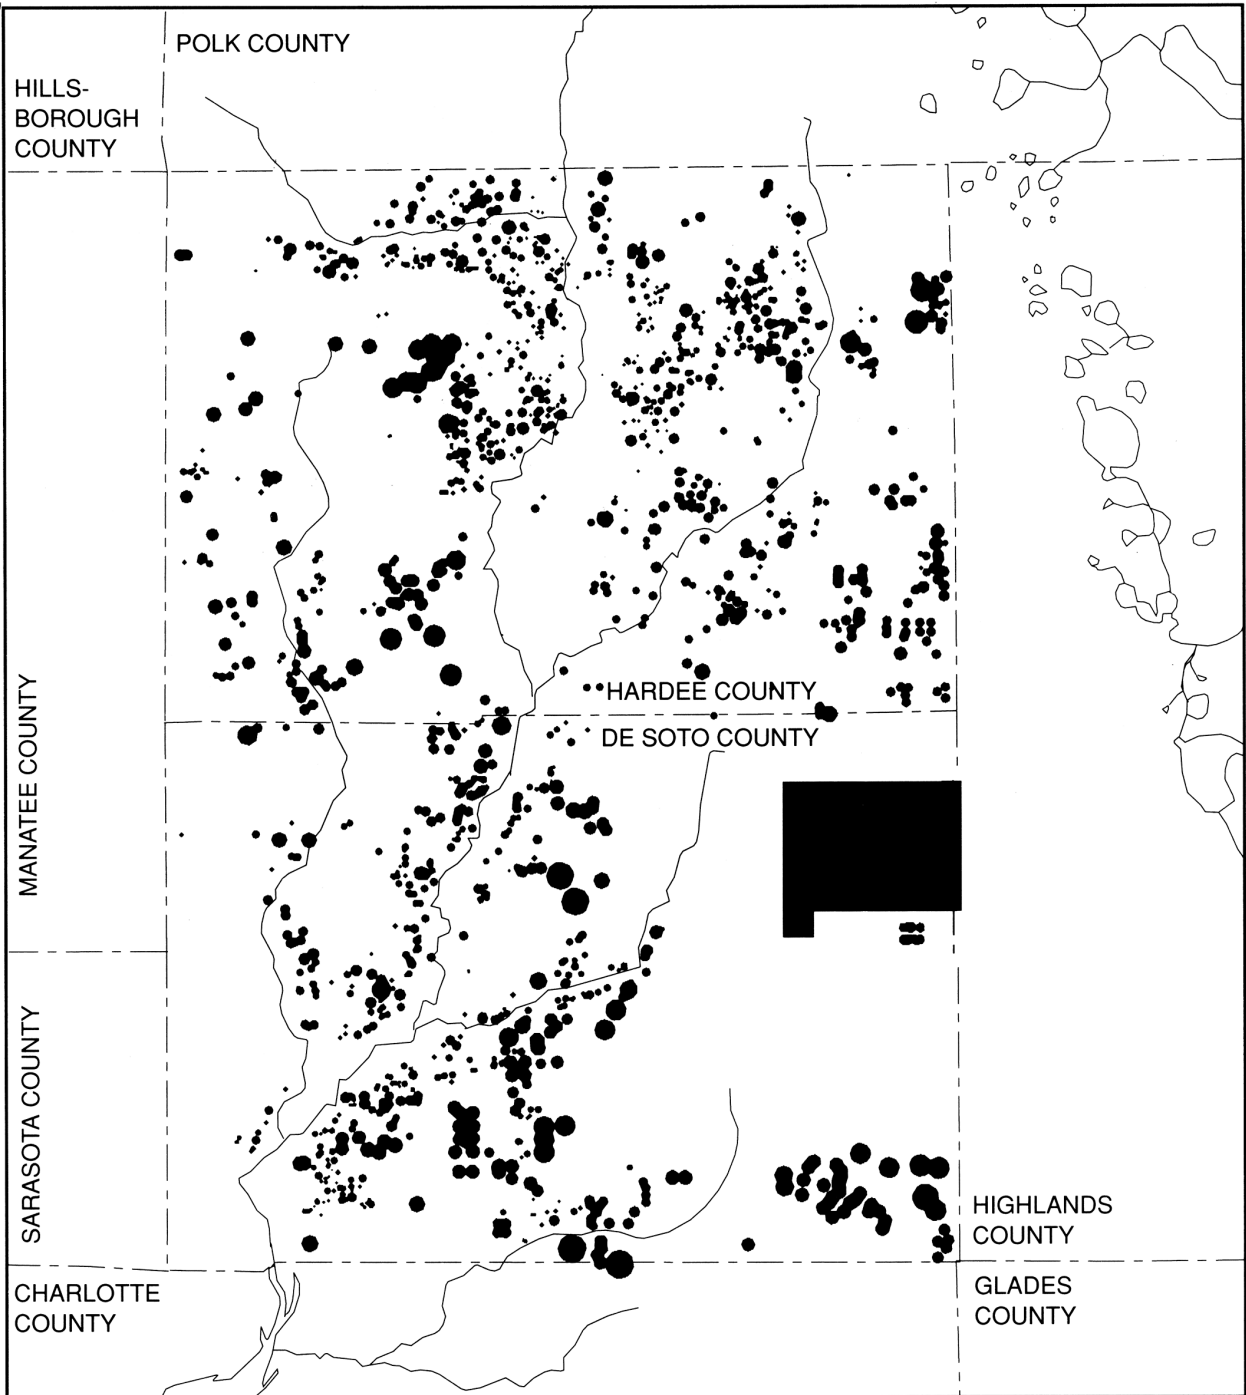 POLK COUNTY
HILLS-
BOROUGH
COUNTY
HARDEE COUNTY
DE SOTO COUNTY
MANATEE COUNTY
SARASOTA COUNTY
HIGHLANDS
COUNTY
CHARLOTTE
COUNTY
GLADES
COUNTY